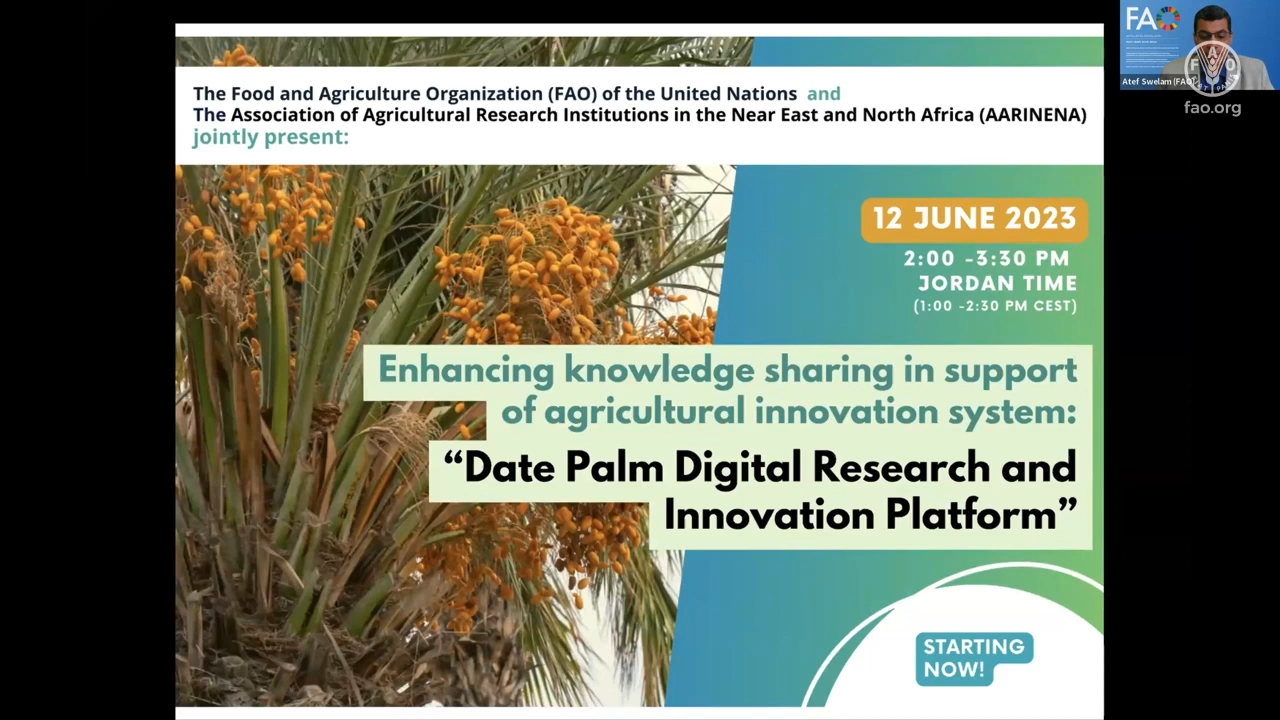 The Food and Agriculture Organization (FAO) of the United Nations and
The Association of Agricultural Research Institutions in the Near East and North Africa (AARINENA)
jointly present:
12 JUNE 2023
2:00 -3:30 PM
JORDAN TIME
(1:00 -2:30 PM CEST)
Enhancing knowledge sharing in support
of agricultural innovation system:
“Date Palm Digital Research and
Innovation Platform”
STARTING
NOW!
FAO
Atef Swelam (FAO)
fao.org